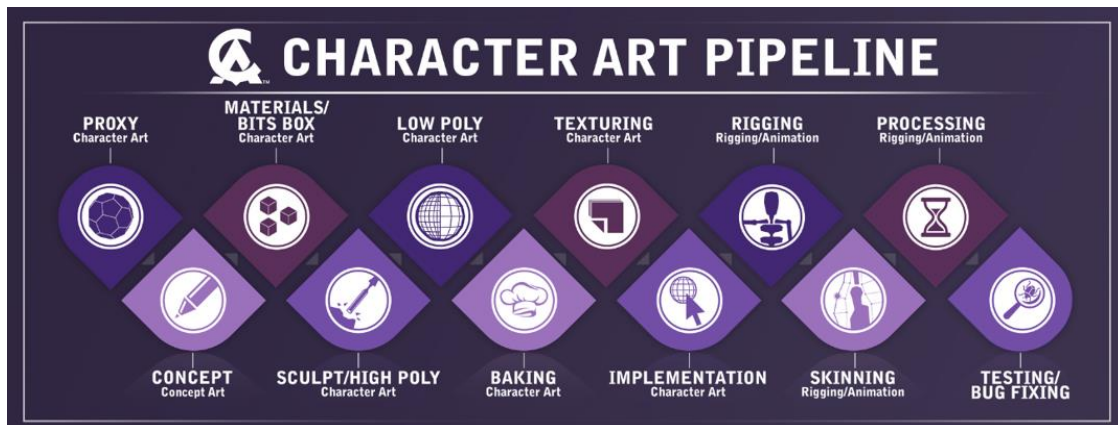 CHARACTER ART PIPELINE
PROXY
Character Art
MATERIALS/
BITS BOX
Character Art
LOW POLY
Character Art
TEXTURING
Character Art
RIGGING
Rigging/Animation
PROCESSING
Rigging/Animation
CONCEPT
Concept Art
SCULPT/HIGH POLY
Character Art
BAKING
Character Art
IMPLEMENTATION
Character Art
SKINNING
Rigging/Animation
TESTING/
BUG FIXING